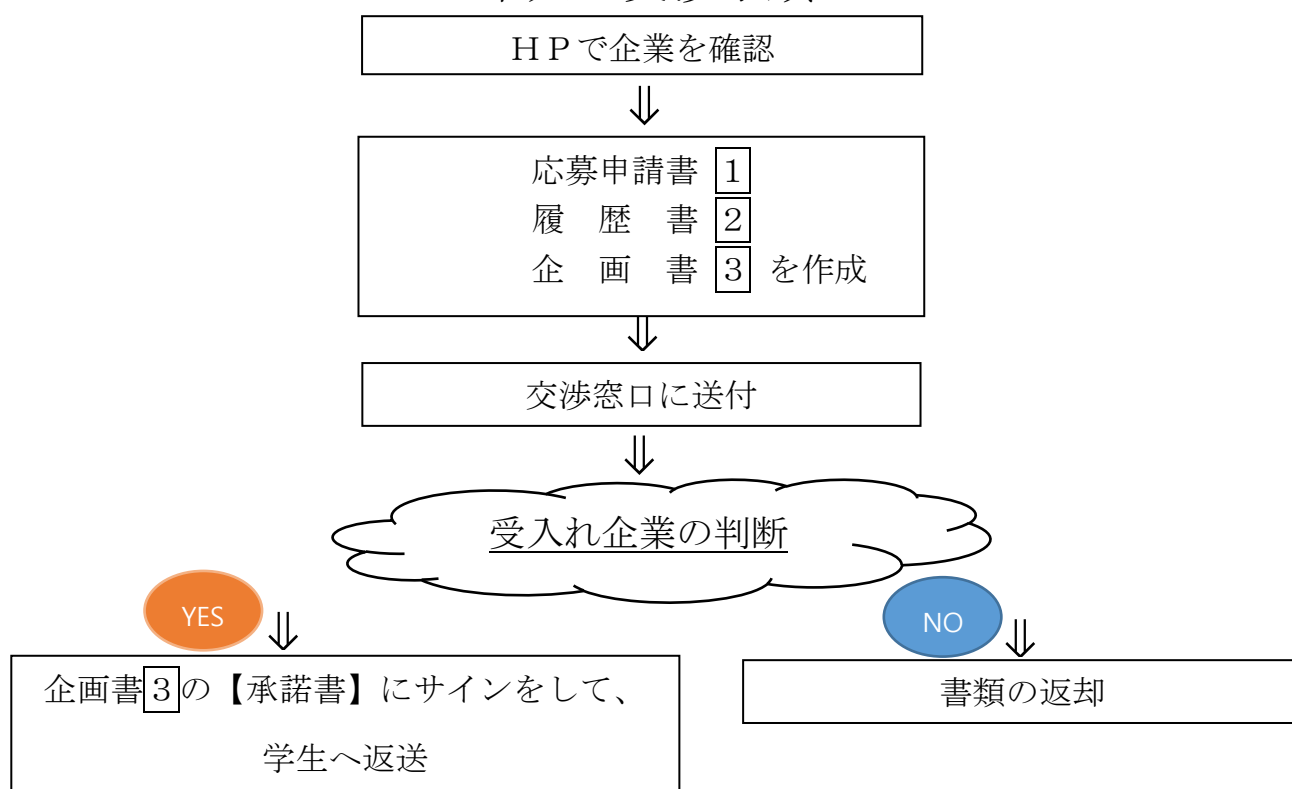 ＨＰで企業を確認
⇓
応募申請書 1
履　歴　書 2
企　画　書 3 を作成
⇓
交渉窓口に送付
⇓
受入れ企業の判断
YES ⇓
NO ⇓
企画書3の【承諾書】にサインをして、
学生へ返送
書類の返却